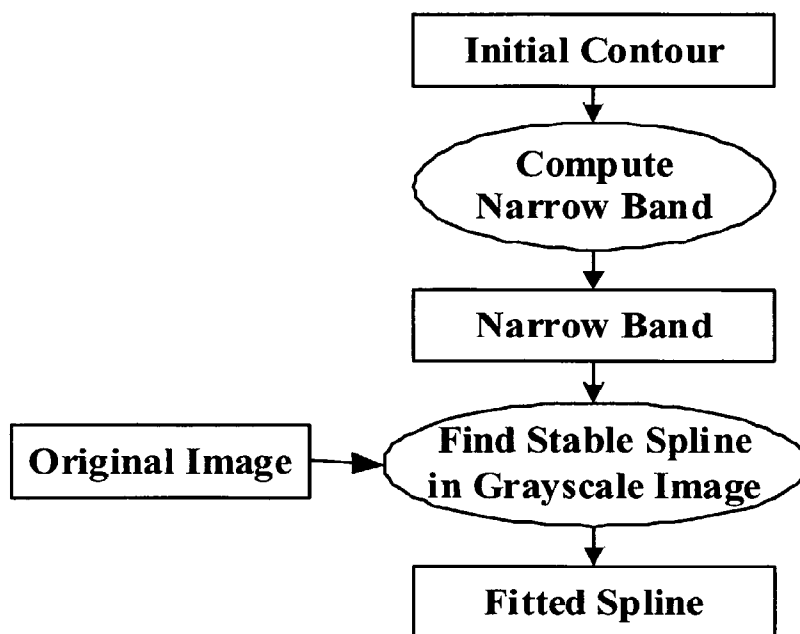 Initial Contour
Compute
Narrow Band
Narrow Band
Original Image
Find Stable Spline
in Grayscale Image
Fitted Spline